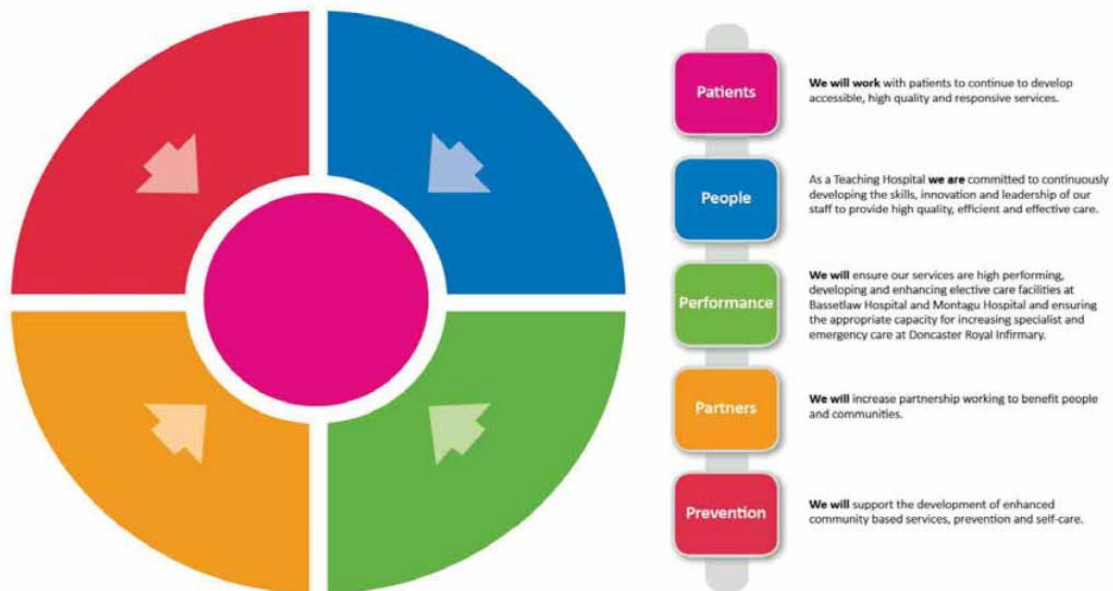 Patients
We will work with patients to continue to develop
accessible, high quality and responsive services.
People
As a Teaching Hospital we are committed to continuously
developing the skills, innovation and leadership of our
staff to provide high quality, efficient and effective care.
Performance
We will ensure our services are high performing,
developing and enhancing elective care facilities at
Bassetlaw Hospital and Montagu Hospital and ensuring
the appropriate capacity for increasing specialist and
emergency care at Doncaster Royal Infirmary.
Partners
We will increase partnership working to benefit people
and communities.
Prevention
We will support the development of enhanced
community based services, prevention and self-care.